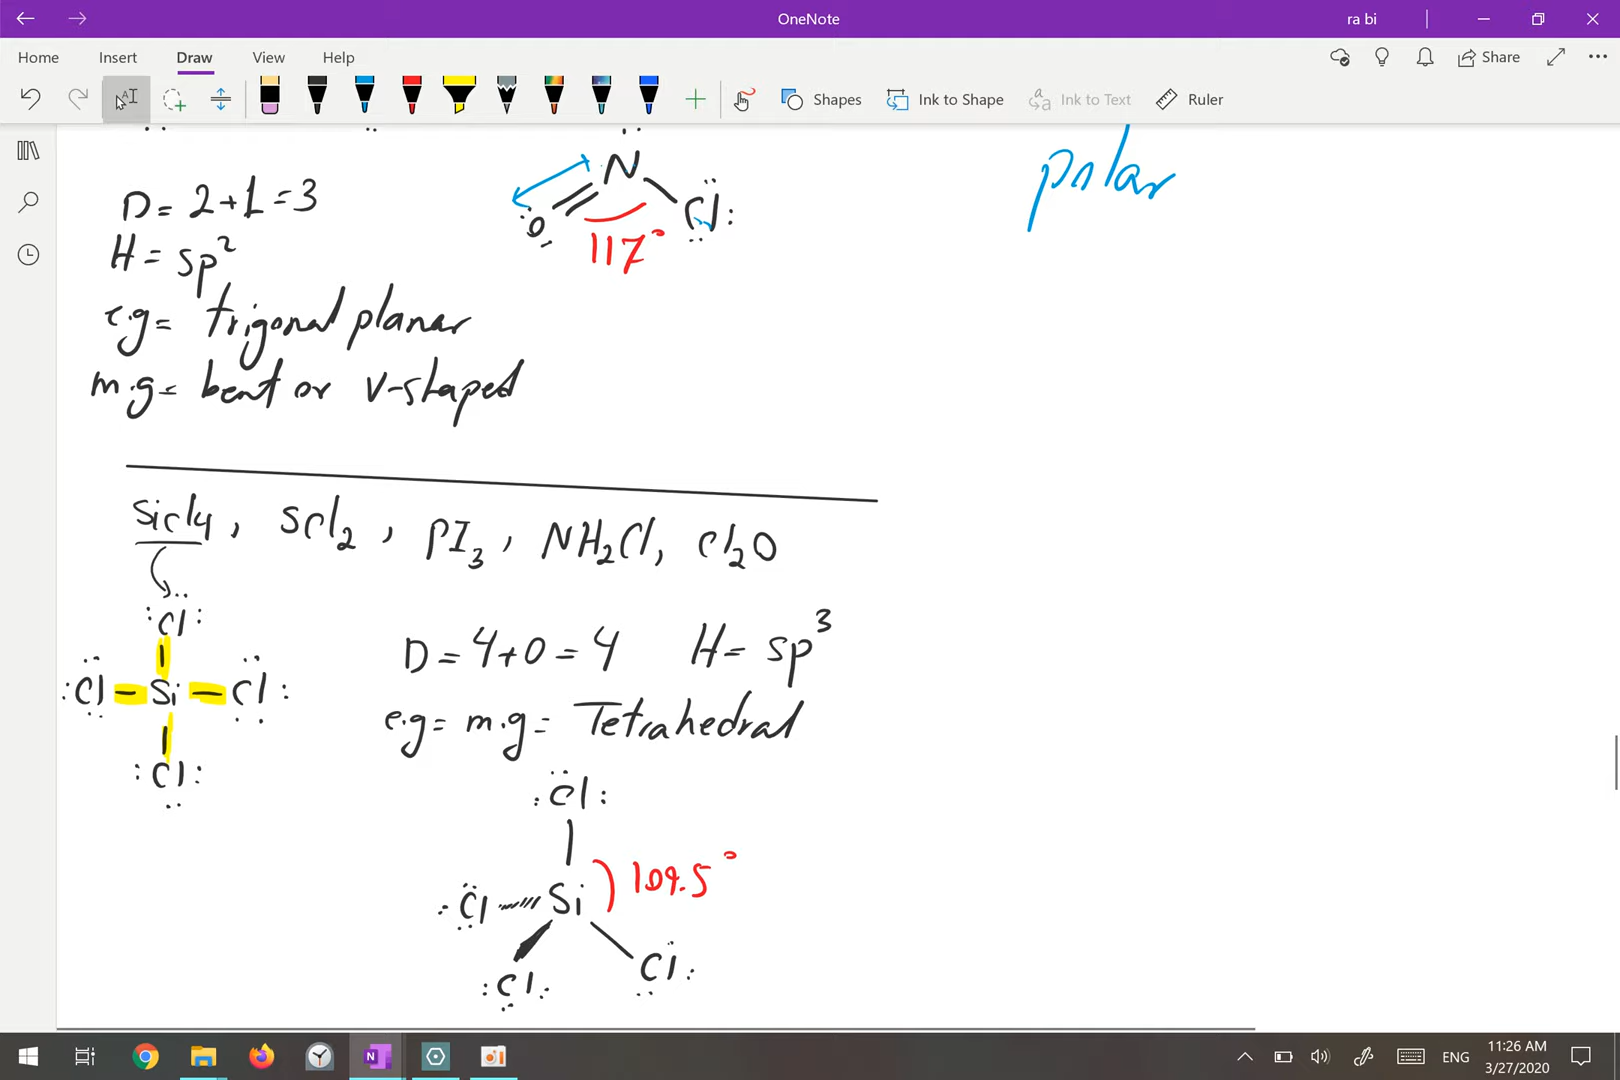 OneNote
ra bi
Home Insert Draw View Help
Share
Shapes
Ink to Shape
Ink to Text
Ruler
N
O
Cl
117°
polar
D = 2+1 = 3
H = sp²
e.g = trigonal planar
m.g = bent or v-shaped
SiCl4, SCl₂, PI₃, NH₂Cl, Cl₂O
Cl
Cl - Si - Cl
Cl
D = 4+0 = 4 H = sp³
e.g = m.g = Tetrahedral
Cl
Cl Si 109.5°
Cl Cl
ENG
11:26 AM
3/27/2020